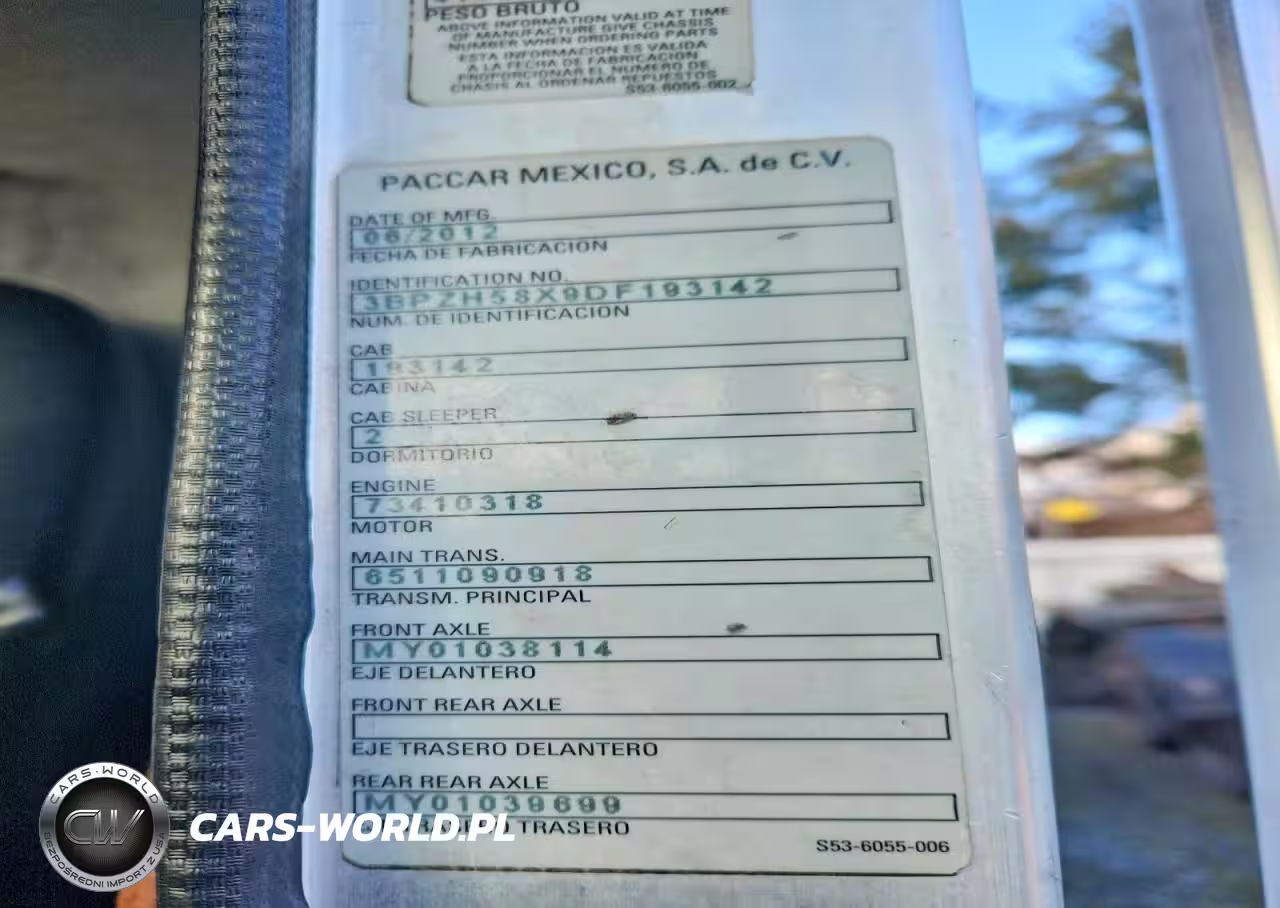 PESO BRUTO
ABOVE INFORMATION VALID AT TIME
OF MANUFACTURE GIVE CHASSIS
NUMBER WHEN ORDERING PARTS
ESTA INFORMACION ES VALIDA
A LA FECHA DE FABRICACION
PROPORCIONAR EL NUMERO DE
CHASIS AL ORDENAR REPUESTOS
S53-6055-002
PACCAR MEXICO, S.A. de C.V.
DATE OF MFG.
06/2012
FECHA DE FABRICACION
IDENTIFICATION NO.
3BPZH58X9DF193142
NUM. DE IDENTIFICACION
CAB
193142
CABINA
CAB SLEEPER
2
DORMITORIO
ENGINE
73410318
MOTOR
MAIN TRANS.
6511090918
TRANSM. PRINCIPAL
FRONT AXLE
MY01038114
EJE DELANTERO
FRONT REAR AXLE
EJE TRASERO DELANTERO
REAR REAR AXLE
MY01039699
TRASERO
S53-6055-006
CARS-WORLD
CW
BEZPOŚREDNI IMPORT Z USA
CARS-WORLD.PL